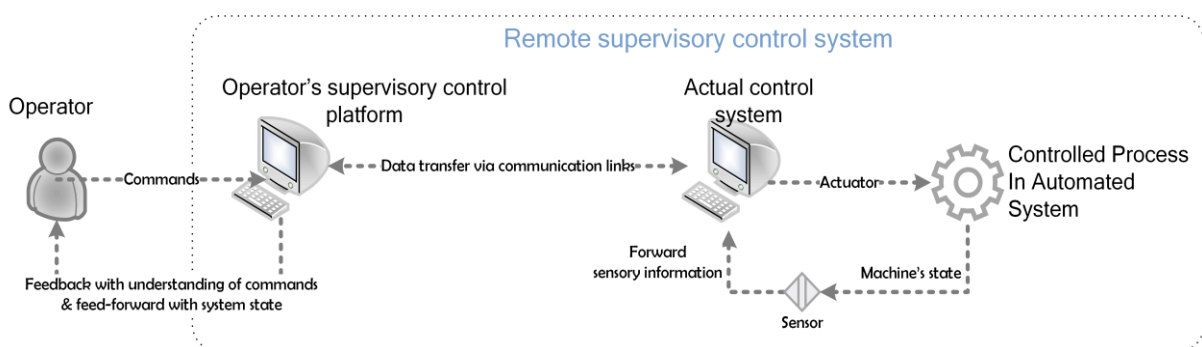 Remote supervisory control system
Operator
Operator's supervisory control
platform
Actual control
system
Commands
Data transfer via communication links
Actuator
Controlled Process
In Automated
System
Feedback with understanding of commands
& feed-forward with system state
Forward
sensory information
Machine's state
Sensor